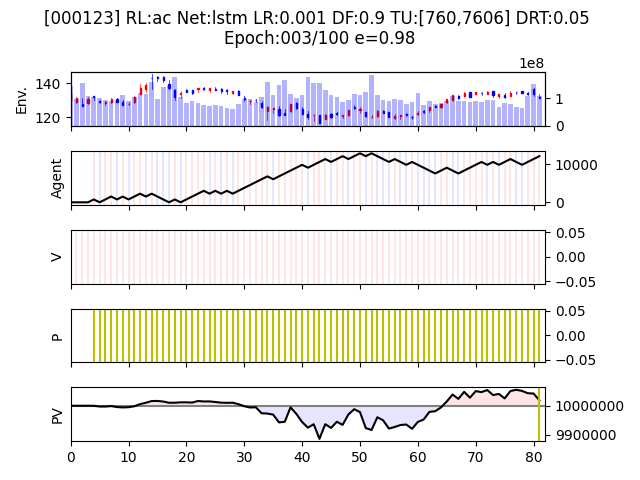 [000123] RL:ac Net:lstm LR:0.001 DF:0.9 TU:[760,7606] DRT:0.05
Epoch:003/100 e=0.98
1e8
Env.
140
120
1
0
Agent
10000
0
V
0.05
0.00
−0.05
P
0.05
0.00
−0.05
PV
10000000
9900000
0 10 20 30 40 50 60 70 80